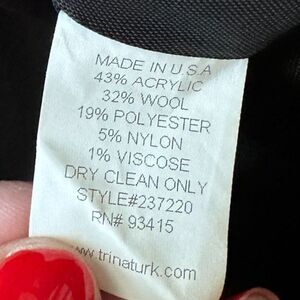 MADE IN U.S.A
43% ACRYLIC
32% WOOL
19% POLYESTER
5% NYLON
1% VISCOSE
DRY CLEAN ONLY
STYLE#237220
RN# 93415
www.trinaturk.com